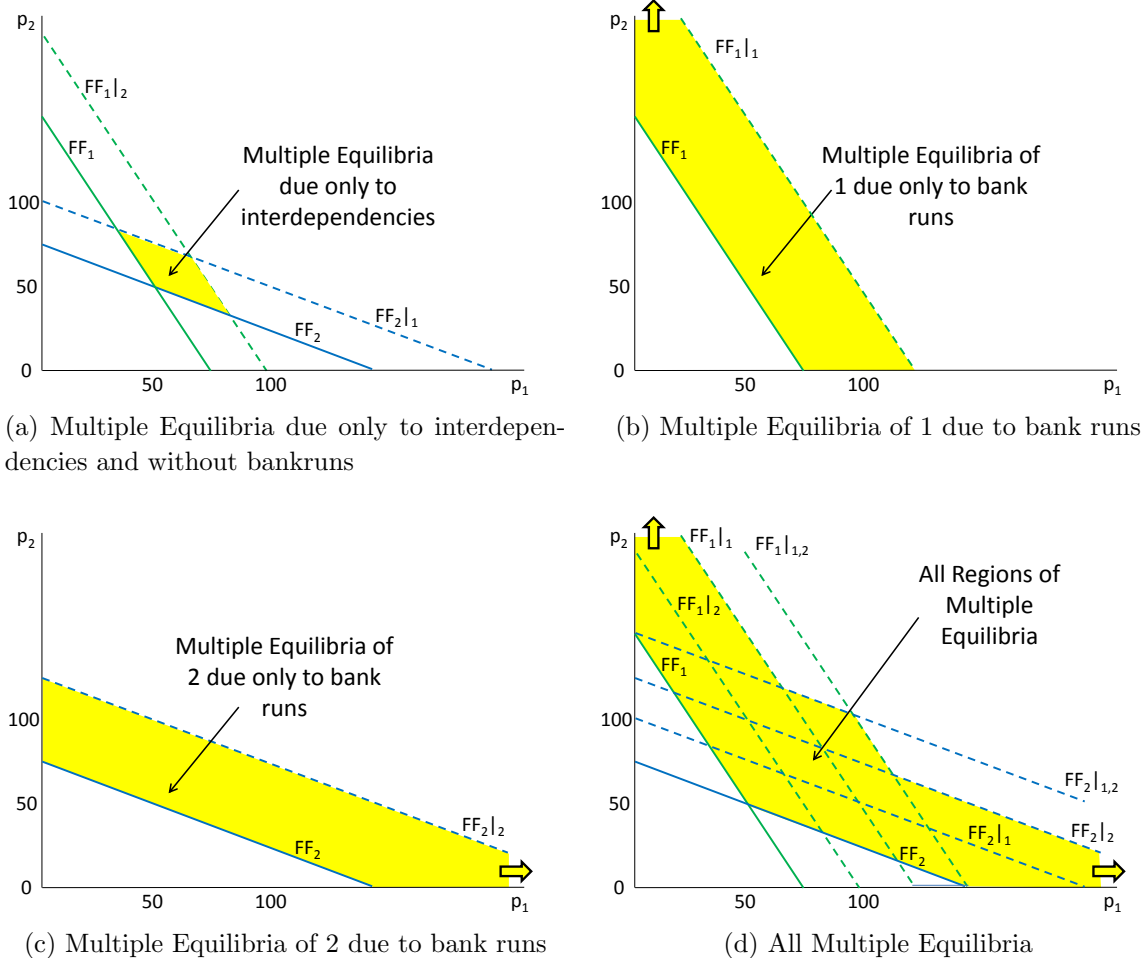 p2
FF1|2
FF1
Multiple Equilibria
due only to
interdependencies
100
50
0
FF2|1
FF2
50
100
p1
(a) Multiple Equilibria due only to interdepen-
dencies and without bankruns
p2
FF1|1
FF1
Multiple Equilibria of
1 due only to bank
runs
100
50
0
50
100
p1
(b) Multiple Equilibria of 1 due to bank runs
p2
Multiple Equilibria of
2 due only to bank
runs
100
50
0
FF2|2
FF2
50
100
p1
(c) Multiple Equilibria of 2 due to bank runs
p2
FF1|1
FF1|1,2
FF1|2
All Regions of
Multiple
Equilibria
FF1
100
50
0
FF2|1,2
FF2|2
FF2|1
FF2
50
100
p1
(d) All Multiple Equilibria